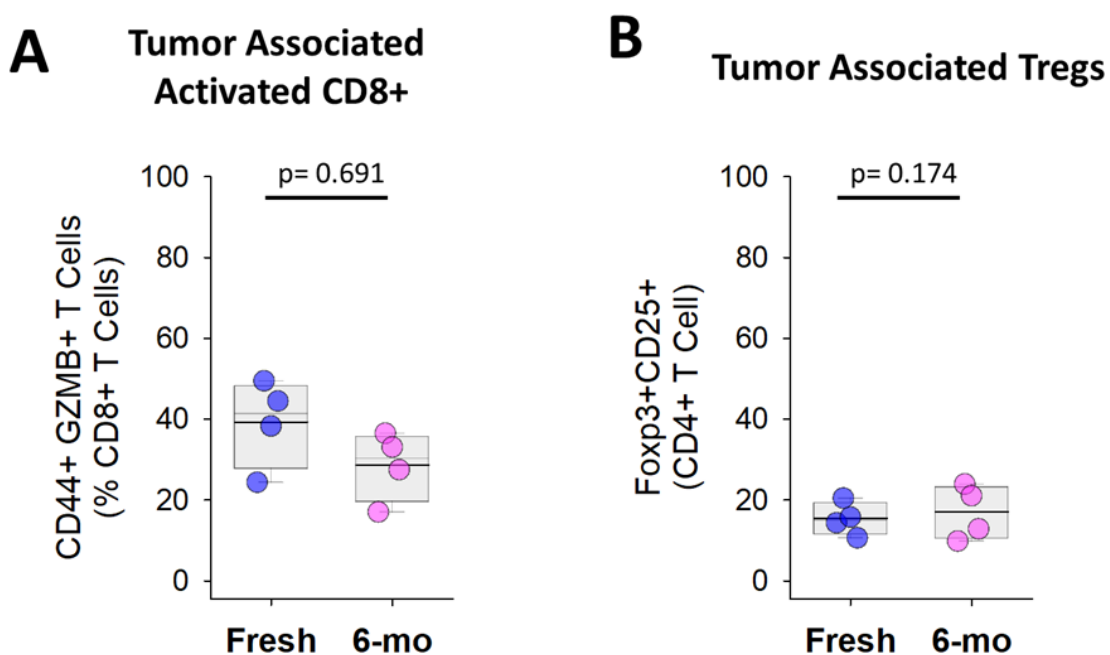 A
Tumor Associated
Activated CD8+
p= 0.691
100
80
60
40
20
0
CD44+ GZMB+ T Cells
(% CD8+ T Cells)
Fresh
6-mo
B
Tumor Associated Tregs
p= 0.174
100
80
60
40
20
0
Foxp3+CD25+
(CD4+ T Cell)
Fresh
6-mo